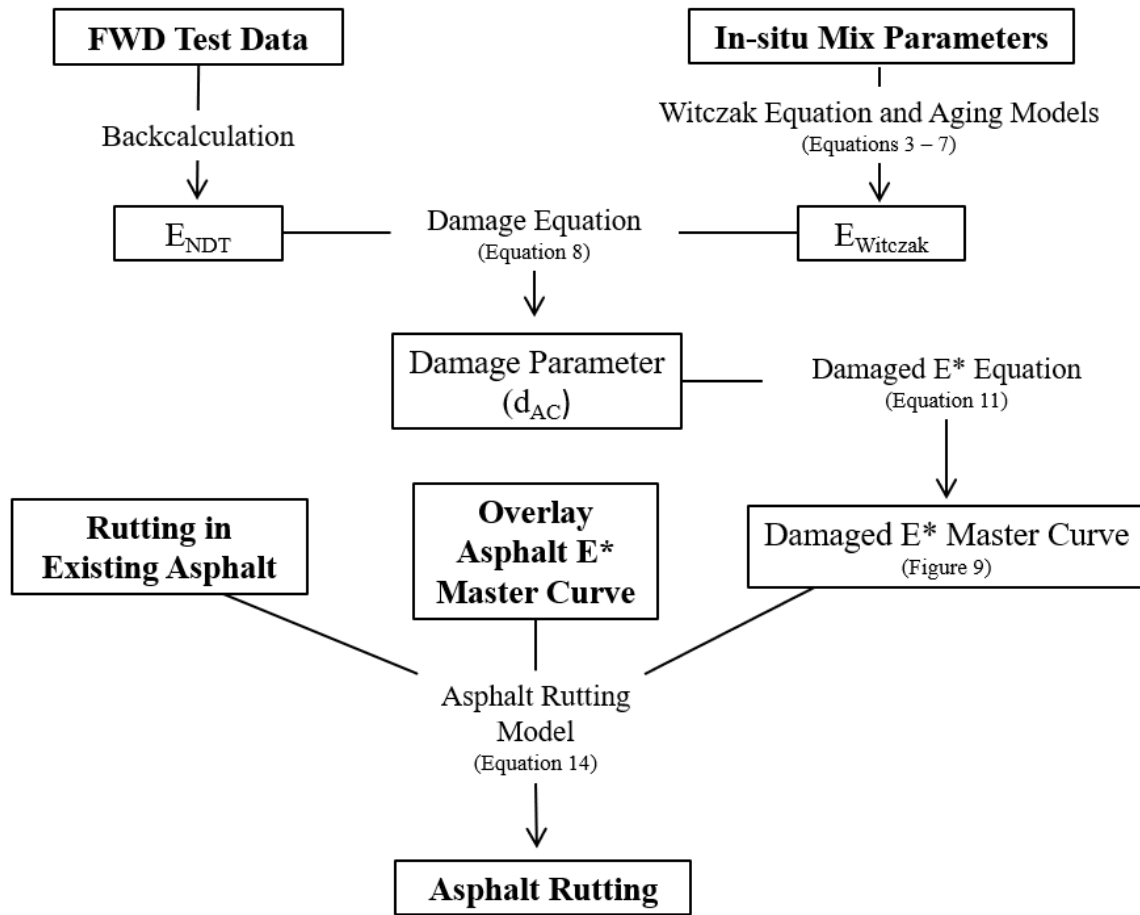 FWD Test Data
In-situ Mix Parameters
Backcalculation
Witczak Equation and Aging Models
(Equations 3 – 7)
E_NDT
Damage Equation
(Equation 8)
E_Witczak
Damage Parameter
(d_AC)
Damaged E* Equation
(Equation 11)
Rutting in
Existing Asphalt
Overlay
Asphalt E*
Master Curve
Damaged E* Master Curve
(Figure 9)
Asphalt Rutting
Model
(Equation 14)
Asphalt Rutting